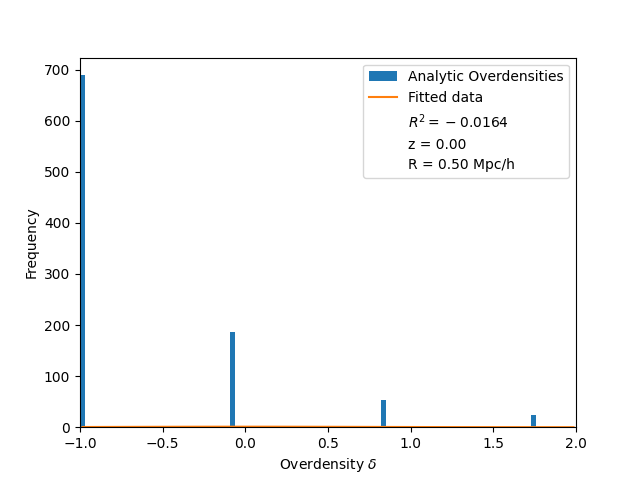 700
600
500
400
300
200
100
0
Frequency
Analytic Overdensities
Fitted data
R² = − 0.0164
z = 0.00
R = 0.50 Mpc/h
−1.0 −0.5 0.0 0.5 1.0 1.5 2.0
Overdensity δ